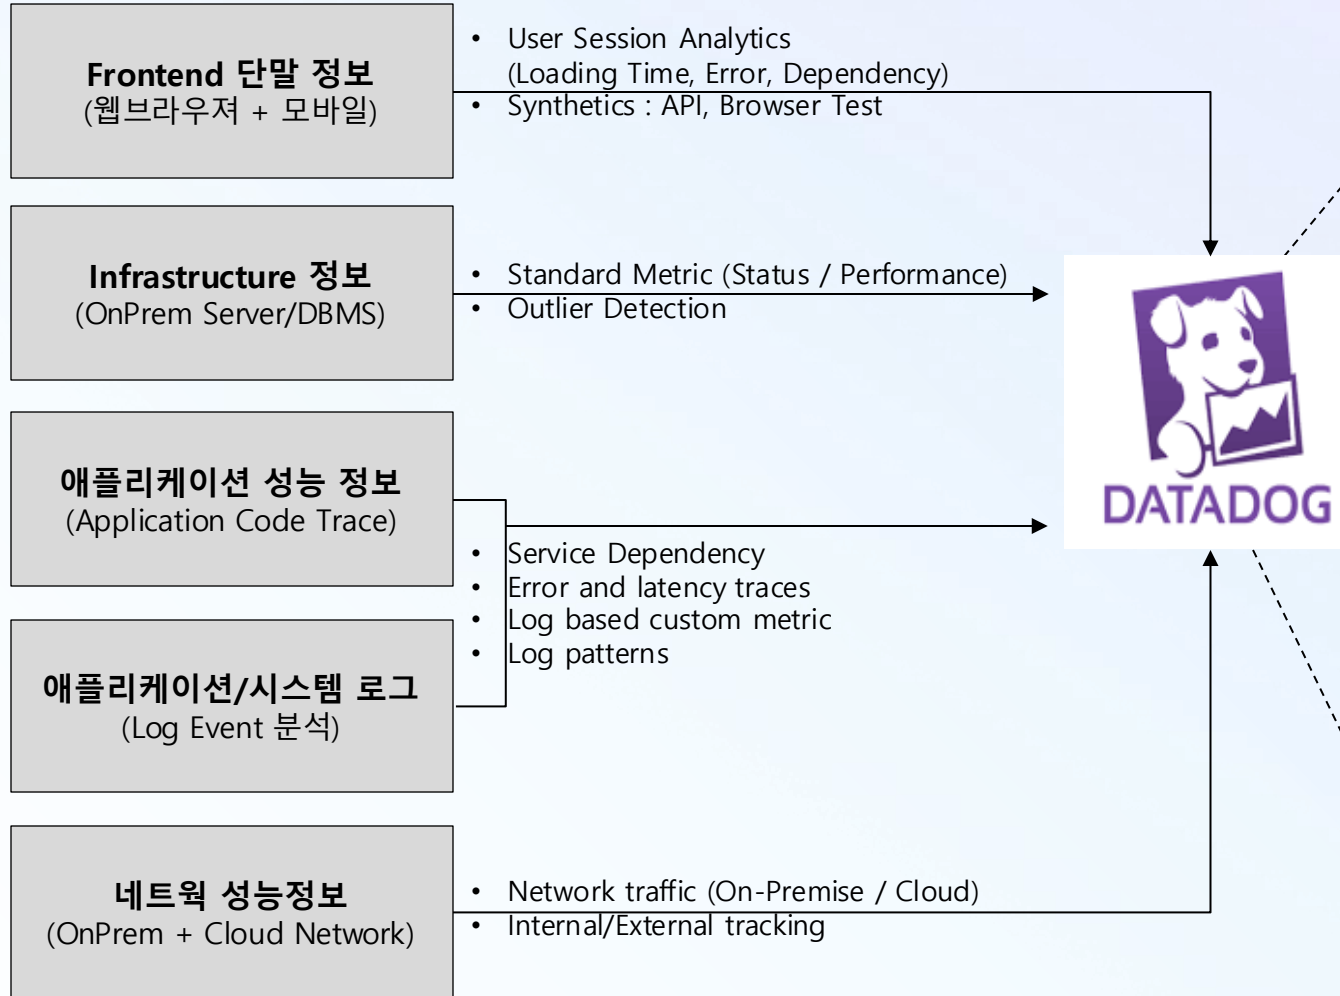 Frontend 단말 정보
(웹브라우져 + 모바일)
• User Session Analytics
(Loading Time, Error, Dependency)
• Synthetics : API, Browser Test
Infrastructure 정보
(OnPrem Server/DBMS)
• Standard Metric (Status / Performance)
• Outlier Detection
애플리케이션 성능 정보
(Application Code Trace)
• Service Dependency
• Error and latency traces
• Log based custom metric
• Log patterns
애플리케이션/시스템 로그
(Log Event 분석)
네트웍 성능정보
(OnPrem + Cloud Network)
• Network traffic (On-Premise / Cloud)
• Internal/External tracking
DATADOG